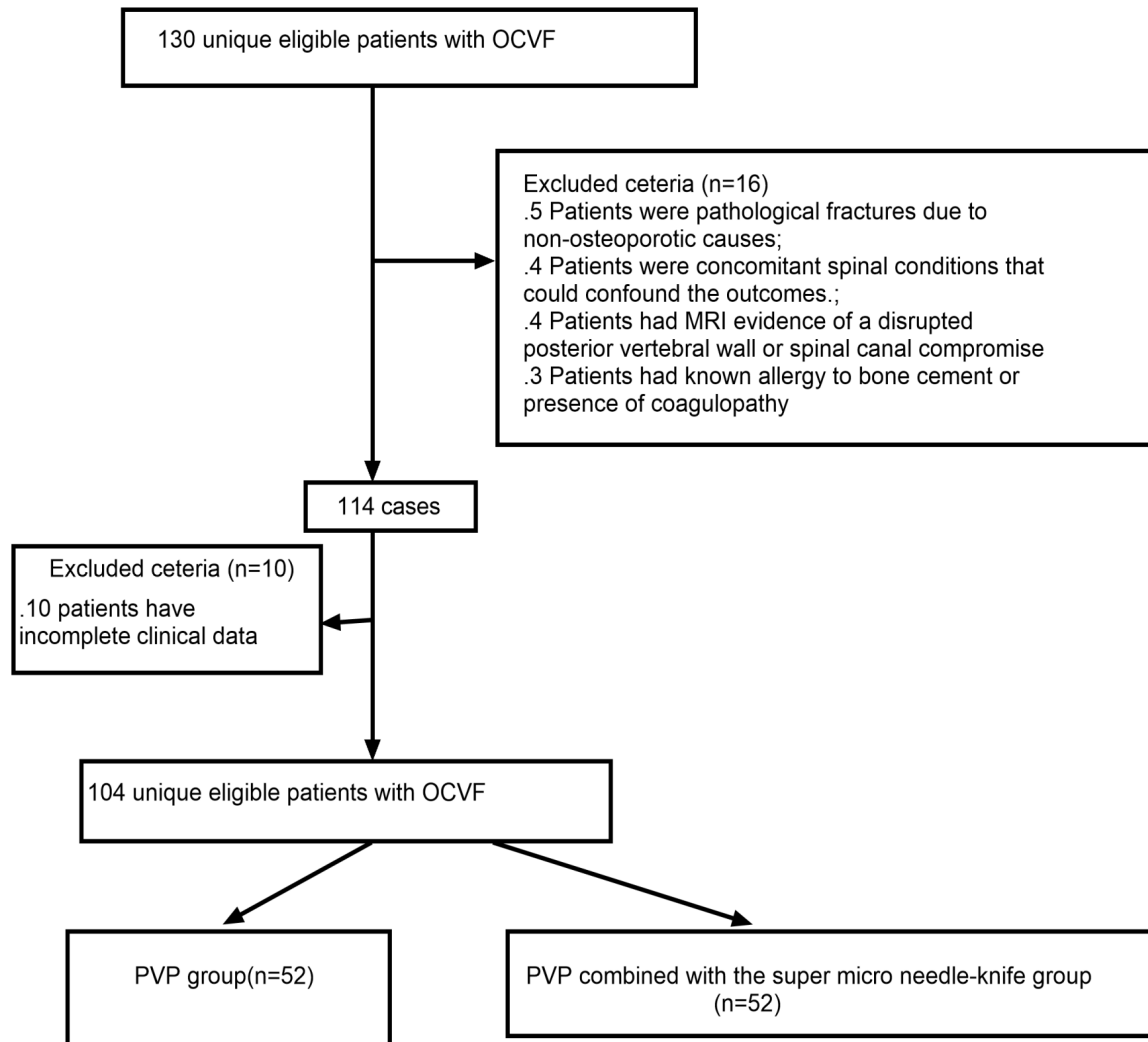 130 unique eligible patients with OCVF
Excluded ceteria (n=16)
.5 Patients were pathological fractures due to
non-osteoporotic causes;
.4 Patients were concomitant spinal conditions that
could confound the outcomes.;
.4 Patients had MRI evidence of a disrupted
posterior vertebral wall or spinal canal compromise
.3 Patients had known allergy to bone cement or
presence of coagulopathy
114 cases
Excluded ceteria (n=10)
.10 patients have
incomplete clinical data
104 unique eligible patients with OCVF
PVP group(n=52)
PVP combined with the super micro needle-knife group
(n=52)